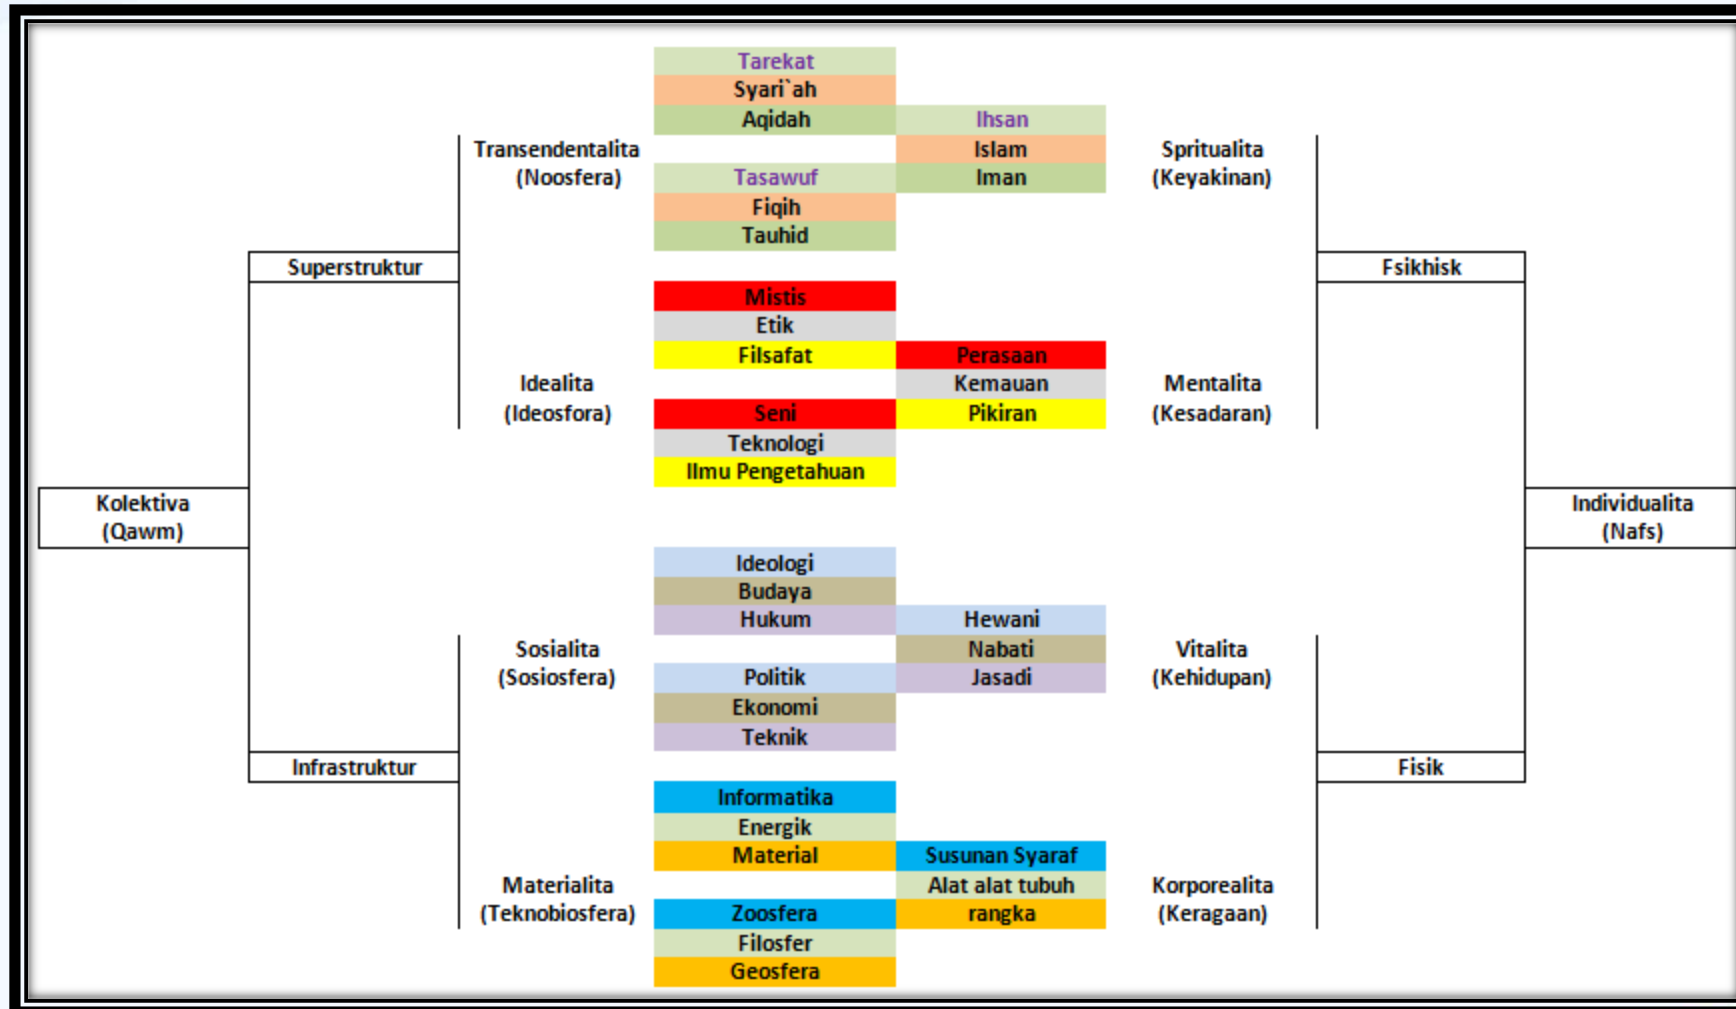 Tarekat
Syari`ah
Aqidah
Ihsan
Transendentalita
Islam
Spritualita
(Noosfera)
Tasawuf
Iman
(Keyakinan)
Fiqih
Tauhid
Superstruktur
Fsikhisk
Mistis
Etik
Filsafat
Perasaan
Idealita
Kemauan
Mentalita
(Ideosfora)
Seni
Pikiran
(Kesadaran)
Teknologi
Ilmu Pengetahuan
Kolektiva
(Qawm)
Individualita
(Nafs)
Ideologi
Budaya
Hukum
Hewani
Sosialita
Nabati
Vitalita
(Sosiosfera)
Politik
Jasadi
(Kehidupan)
Ekonomi
Teknik
Infrastruktur
Fisik
Informatika
Energik
Material
Susunan Syaraf
Materialita
Alat alat tubuh
Korporealita
(Teknobiosfera)
Zoosfera
rangka
(Keragaan)
Filosfer
Geosfera